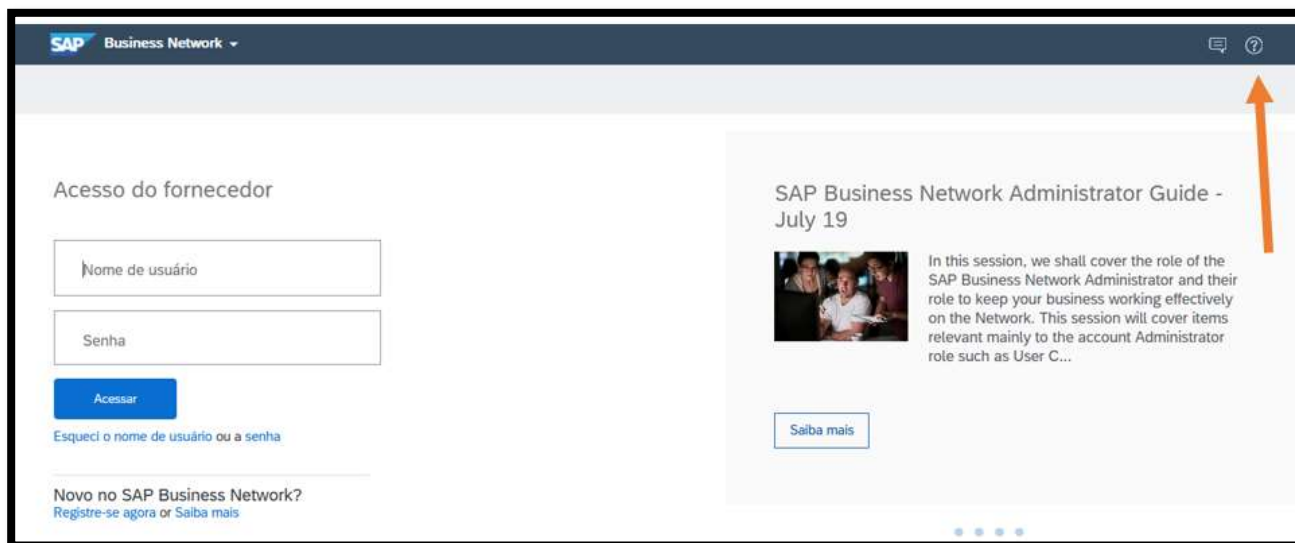 SAP Business Network
Acesso do fornecedor
Nome de usuário
Senha
Acessar
Esqueci o nome de usuário ou a senha
Novo no SAP Business Network?
Registre-se agora or Saiba mais
SAP Business Network Administrator Guide -
July 19
In this session, we shall cover the role of the
SAP Business Network Administrator and their
role to keep your business working effectively
on the Network. This session will cover items
relevant mainly to the account Administrator
role such as User C...
Saiba mais